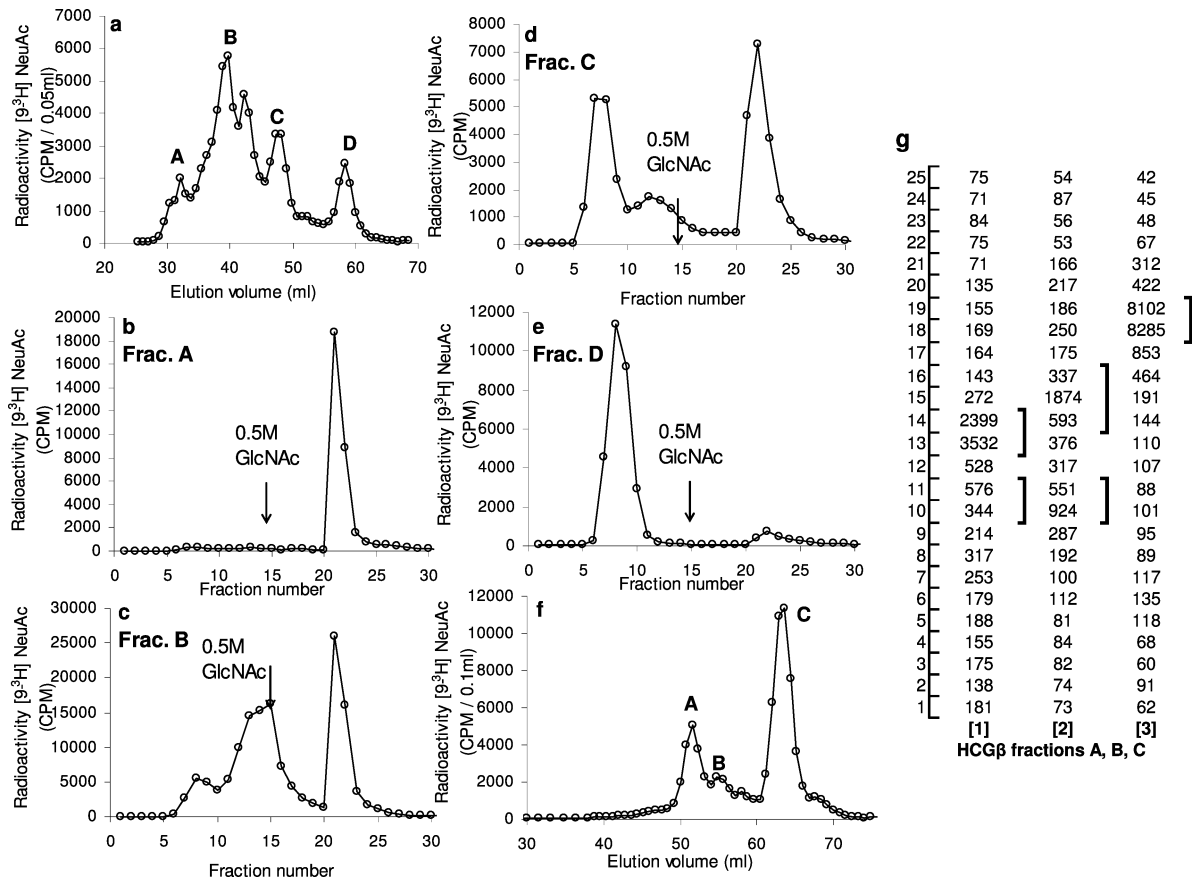 a
Radioactivity [9-³H] NeuAc
(CPM / 0.05ml)
7000
6000
5000
4000
3000
2000
1000
0
A
B
C
D
20 30 40 50 60 70
Elution volume (ml)
b
Frac. A
Radioactivity [9-³H] NeuAc
(CPM)
20000
18000
16000
14000
12000
10000
8000
6000
4000
2000
0
0.5M
GlcNAc
0 5 10 15 20 25 30
Fraction number
c
Frac. B
Radioactivity [9-³H] NeuAc
(CPM)
30000
25000
20000
15000
10000
5000
0
0.5M
GlcNAc
0 5 10 15 20 25 30
Fraction number
d
Frac. C
Radioactivity [9-³H] NeuAc
(CPM)
8000
7000
6000
5000
4000
3000
2000
1000
0
0.5M
GlcNAc
0 5 10 15 20 25 30
Fraction number
e
Frac. D
Radioactivity [9-³H] NeuAc
(CPM)
12000
10000
8000
6000
4000
2000
0
0.5M
GlcNAc
0 5 10 15 20 25 30
Fraction number
f
Radioactivity [9-³H] NeuAc
(CPM / 0.1ml)
12000
10000
8000
6000
4000
2000
0
A
B
C
30 40 50 60 70
Elution volume (ml)
g
25 75 54 42
24 71 87 45
23 84 56 48
22 75 53 67
21 71 166 312
20 135 217 422
19 155 186 8102
18 169 250 8285
17 164 175 853
16 143 337 464
15 272 1874 191
14 2399 593 144
13 3532 376 110
12 528 317 107
11 576 551 88
10 344 924 101
9 214 287 95
8 317 192 89
7 253 100 117
6 179 112 135
5 188 81 118
4 155 84 68
3 175 82 60
2 138 74 91
1 181 73 62
[1] [2] [3]
HCGβ fractions A, B, C